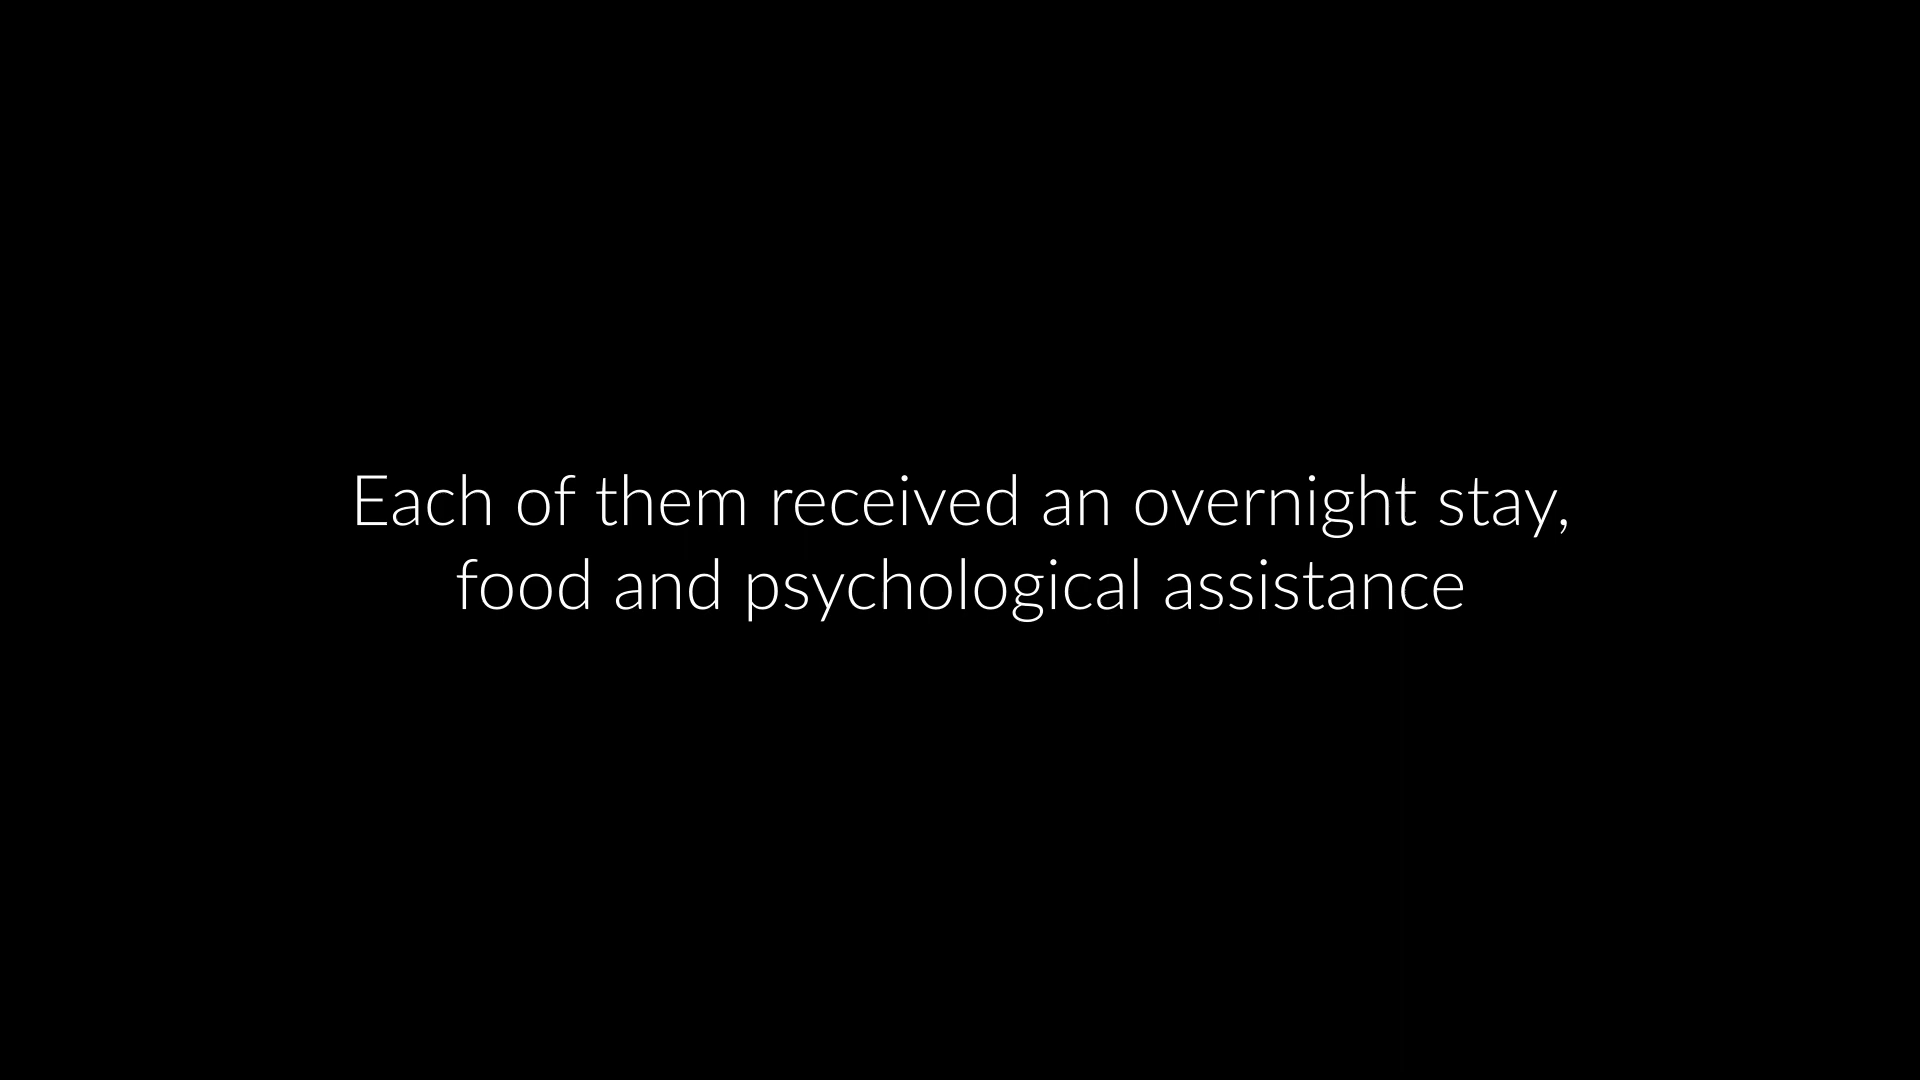 Each of them received an overnight stay,
food and psychological assistance